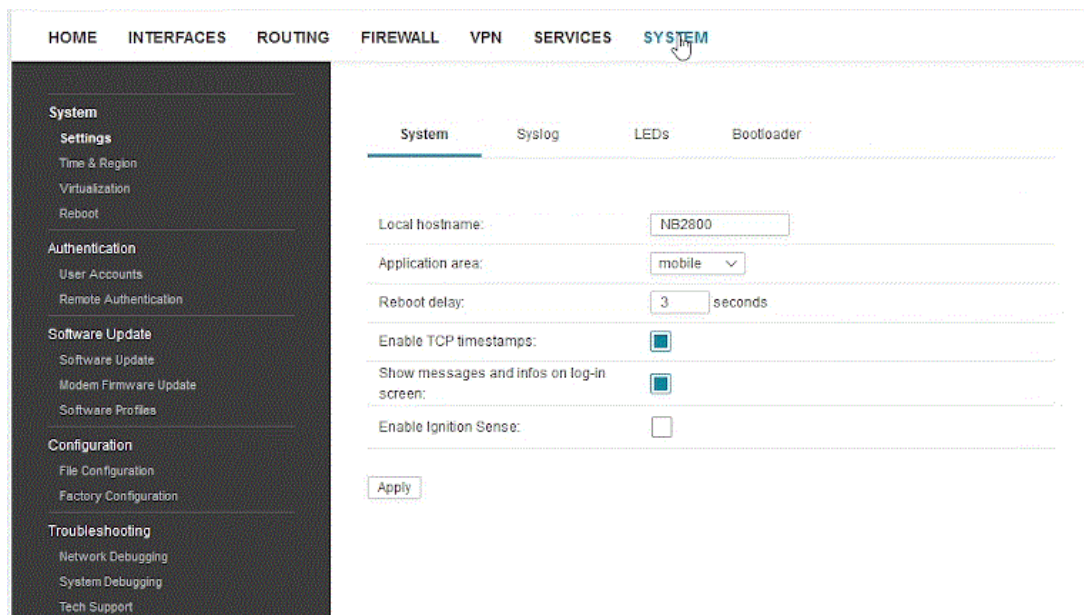 HOME INTERFACES ROUTING FIREWALL VPN SERVICES SYSTEM
System
Settings
Time & Region
Virtualization
Reboot
Authentication
User Accounts
Remote Authentication
Software Update
Software Update
Modem Firmware Update
Software Profiles
Configuration
File Configuration
Factory Configuration
Troubleshooting
Network Debugging
System Debugging
Tech Support
System Syslog LEDs Bootloader
Local hostname: NB2800
Application area: mobile
Reboot delay: 3 seconds
Enable TCP timestamps:
Show messages and infos on log-in
screen:
Enable Ignition Sense:
Apply